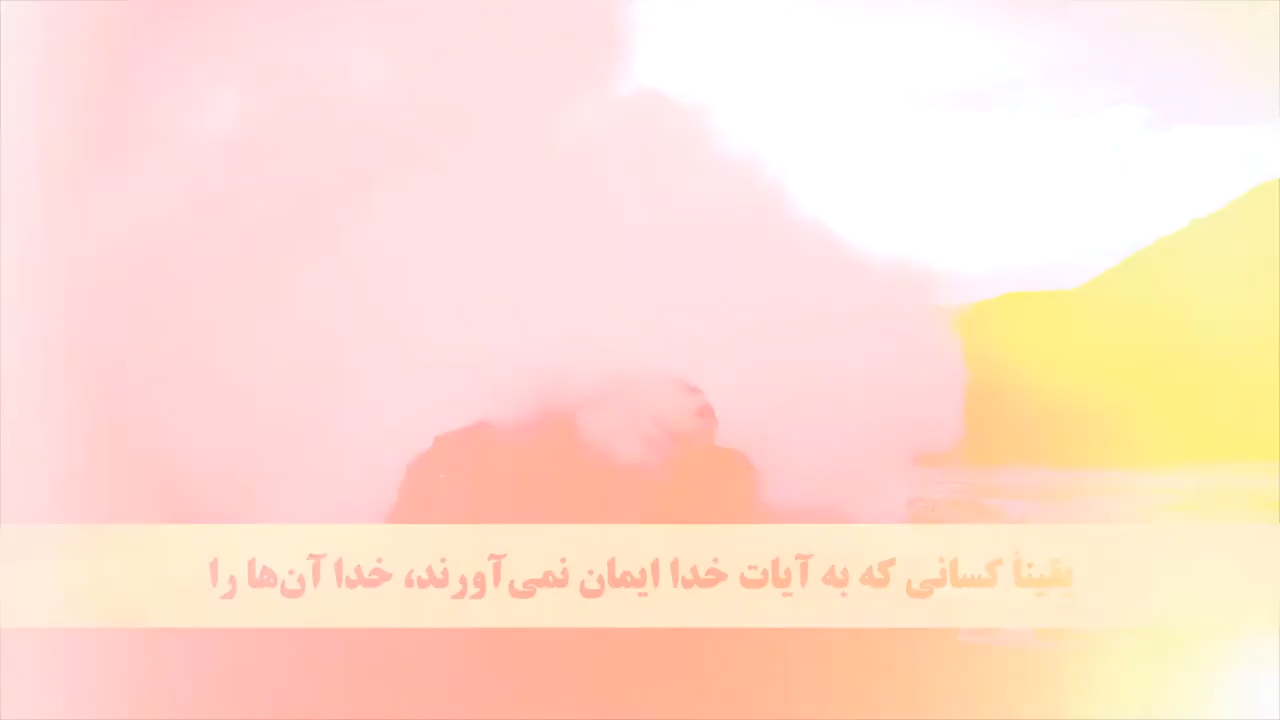 یقیناً کسانی که به آیات خدا ایمان نمی‌آورند، خدا آن‌ها را